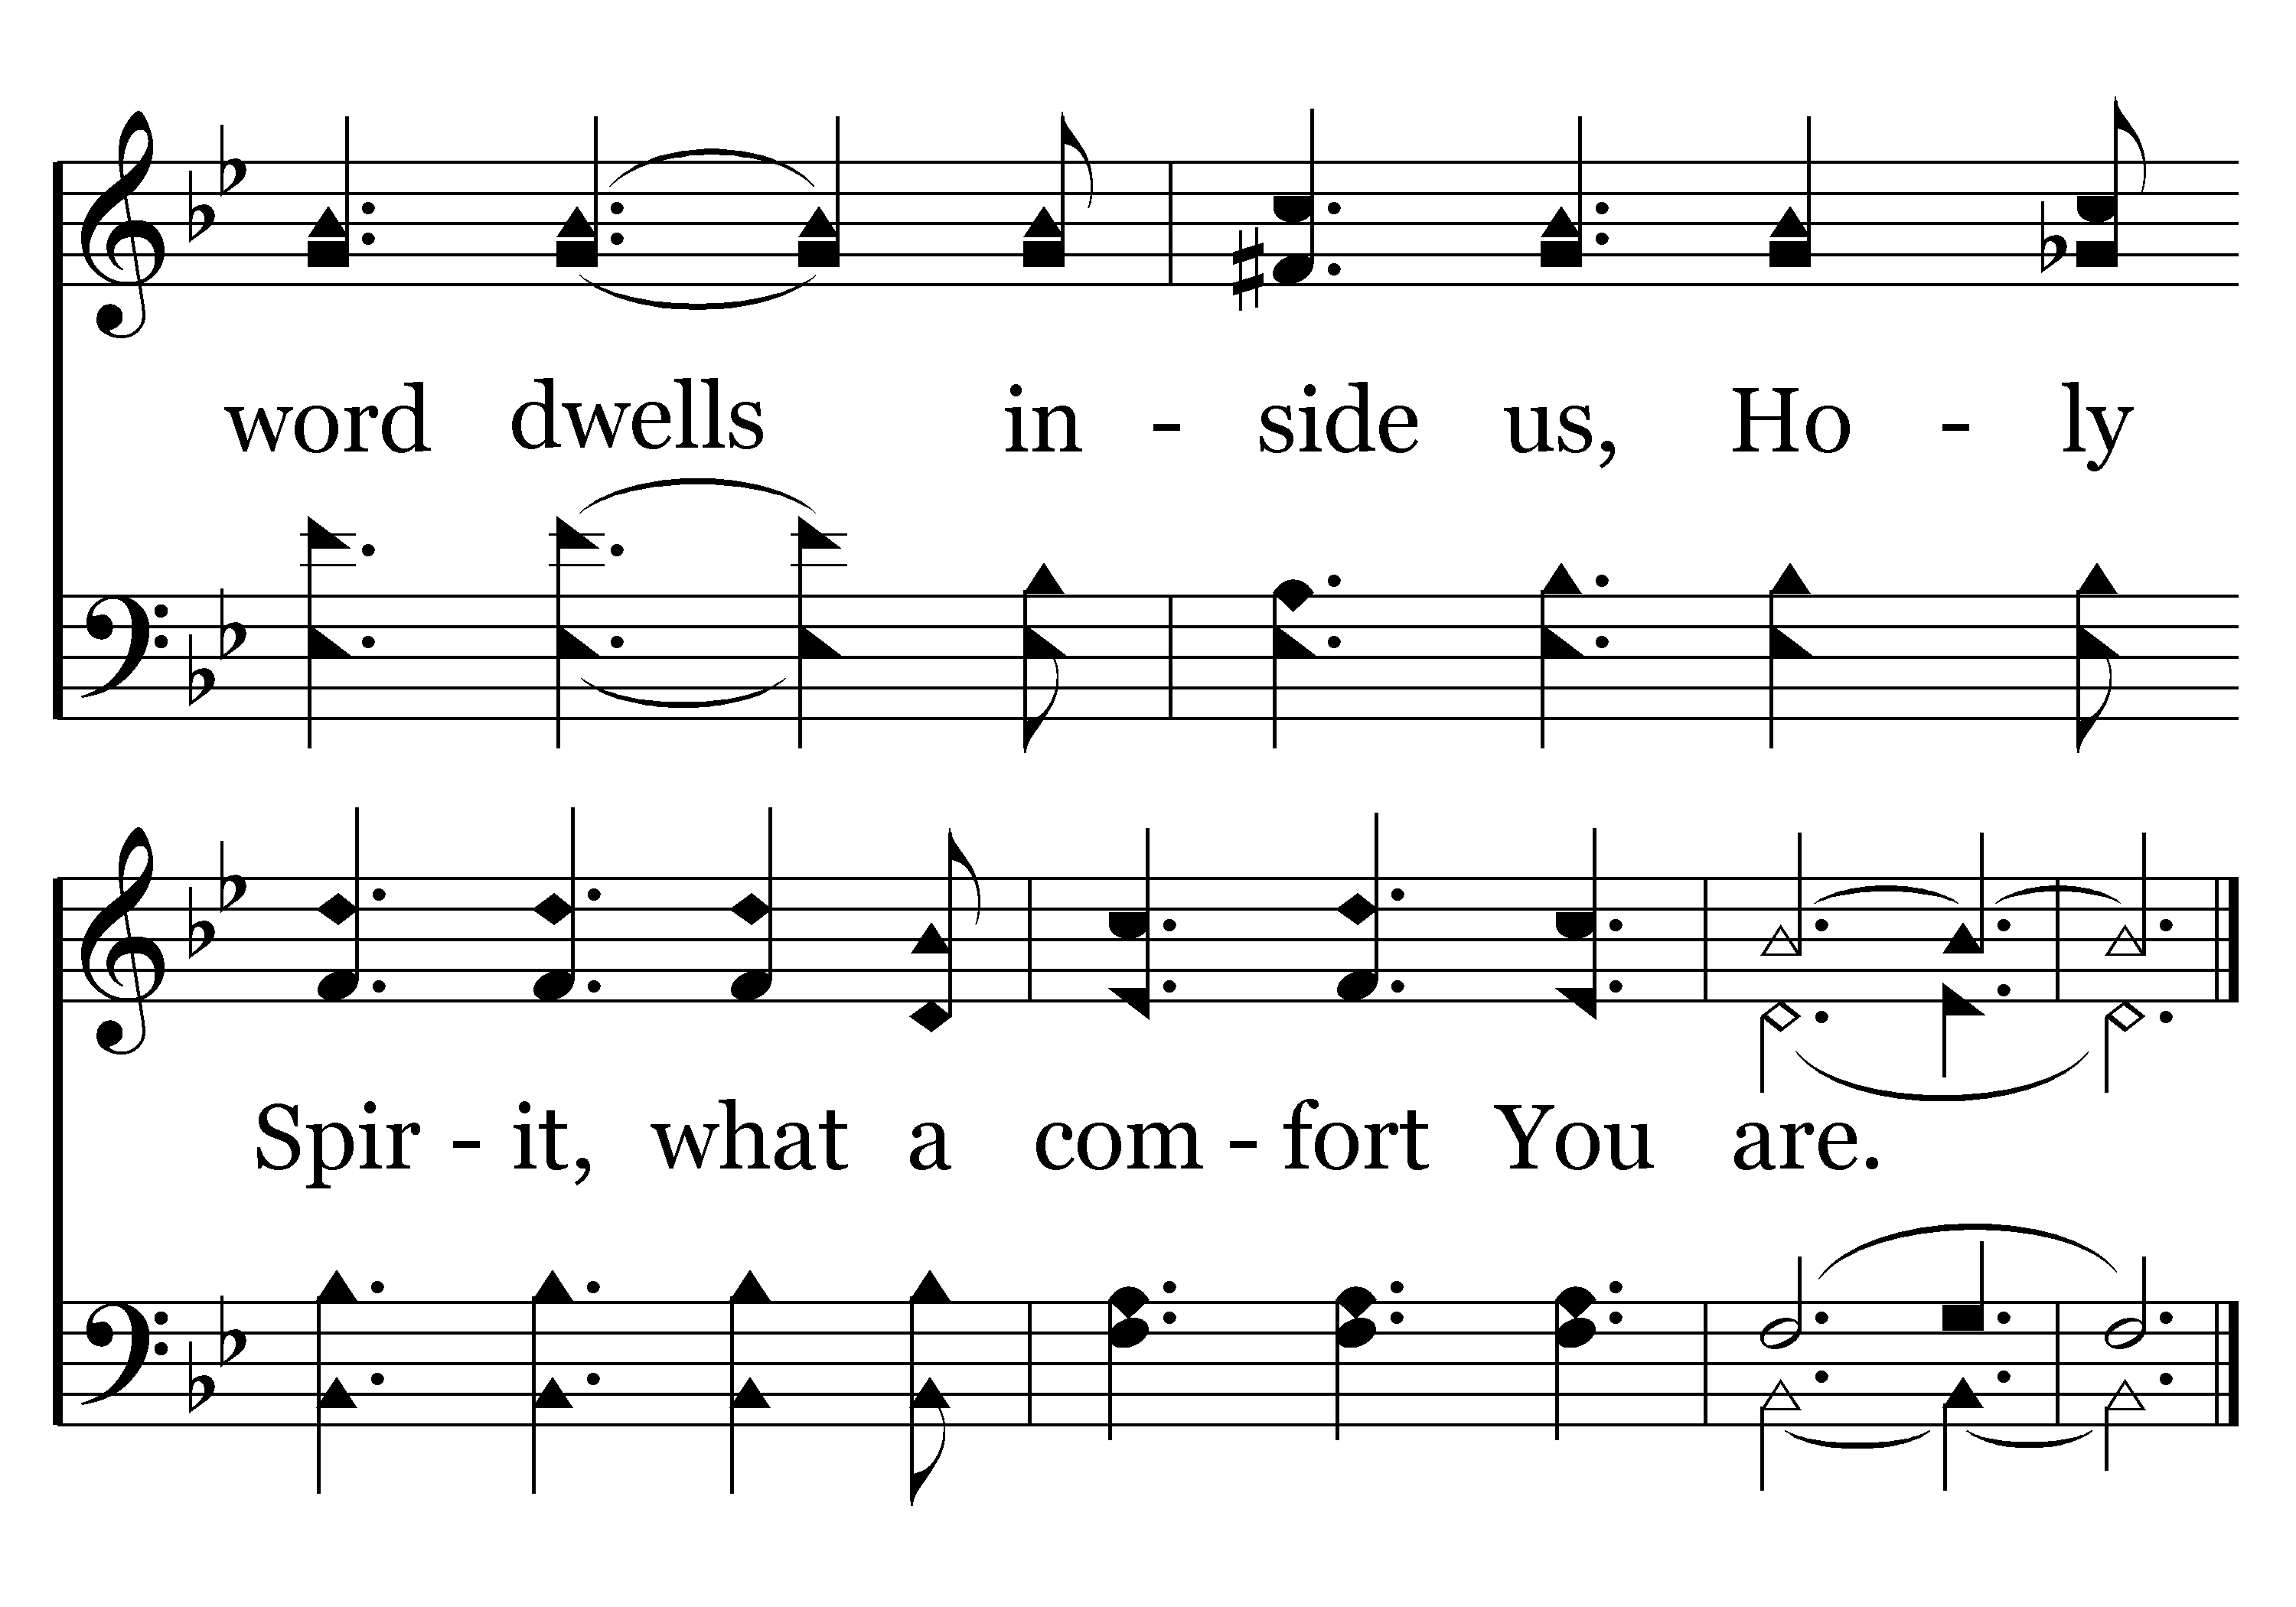 word dwells in - side us, Ho - ly
Spir - it, what a com - fort You are.